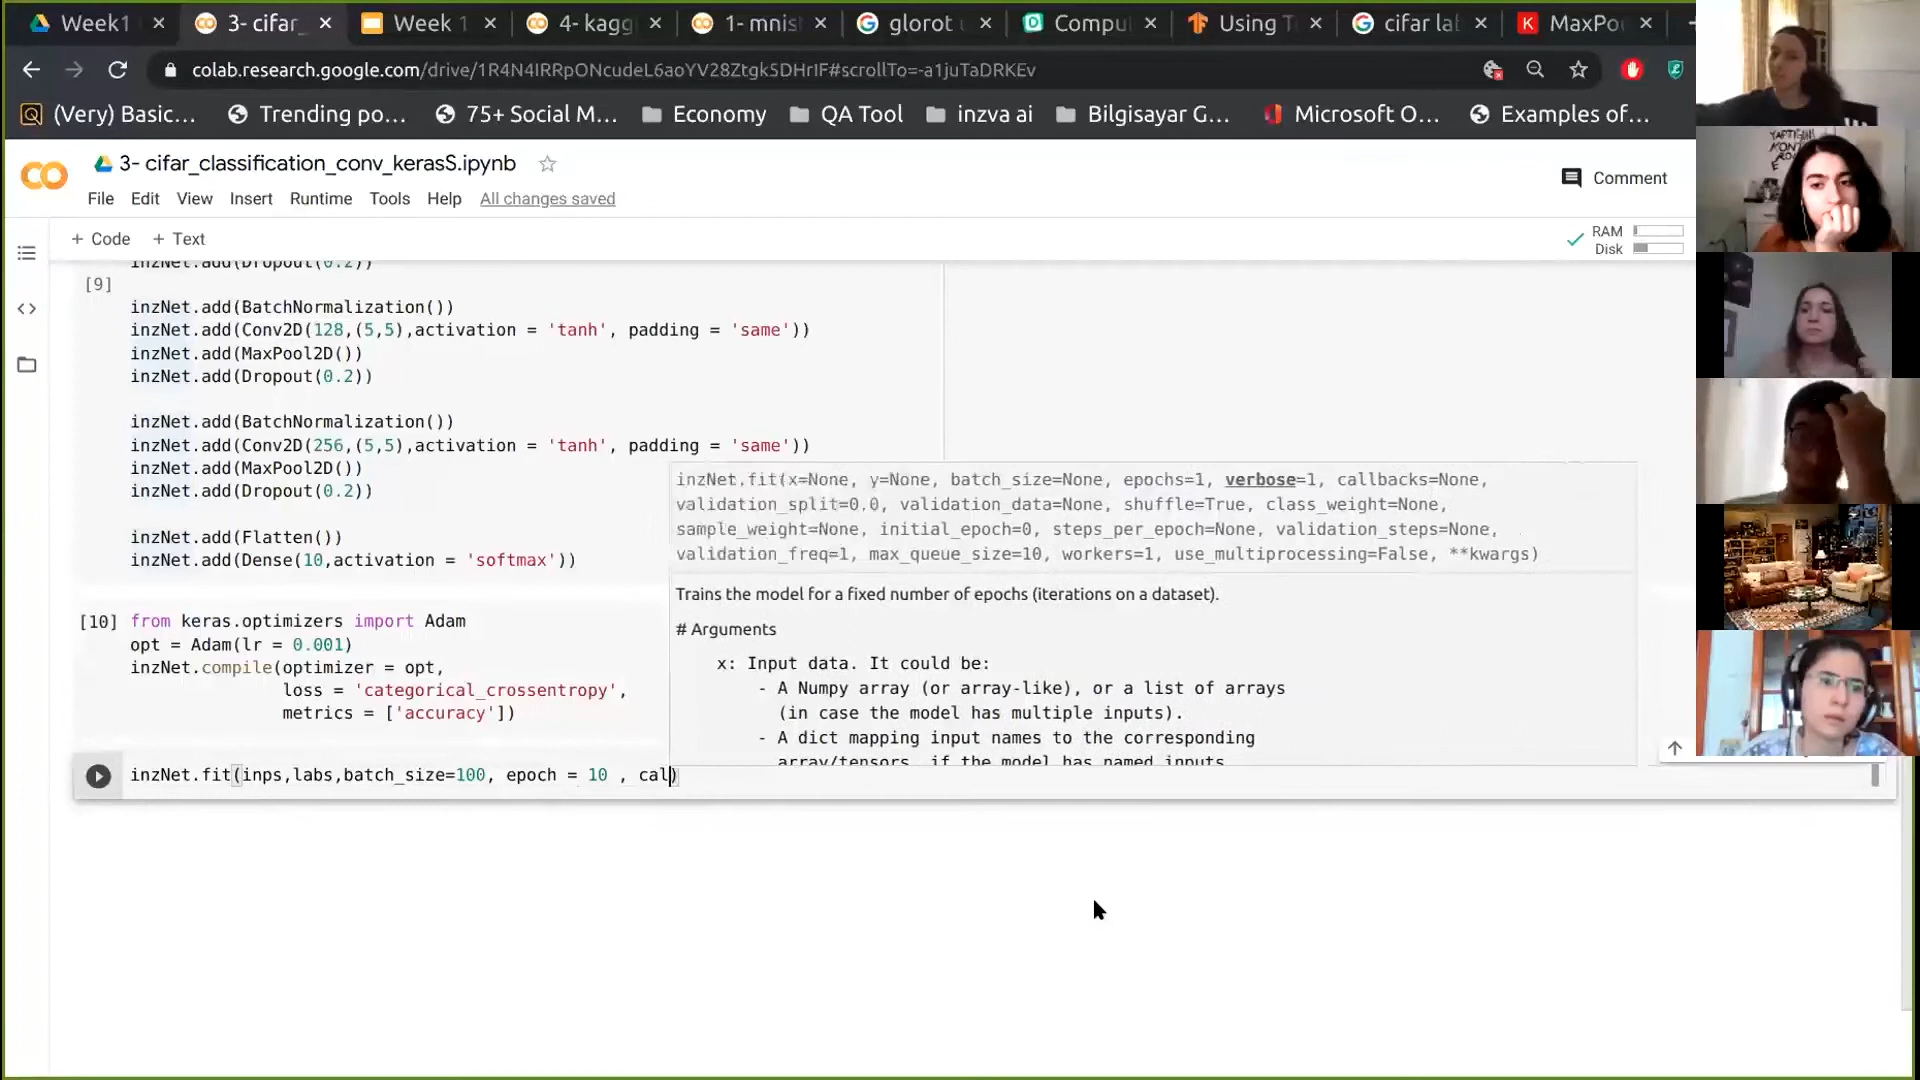 Week1
3- cifar_
Week 1
4- kagg
1- mnist
glorot u
Compu
Using T
cifar lab
MaxPo
colab.research.google.com/drive/1R4N4IRRpONcudeL6aoYV28Ztgk5DHrIF#scrollTo=-a1juTaDRKEv
(Very) Basic...
Trending po...
75+ Social M...
Economy
QA Tool
inzva ai
Bilgisayar G...
Microsoft O...
Examples of...
3- cifar_classification_conv_kerasS.ipynb
Comment
File Edit View Insert Runtime Tools Help All changes saved
+ Code + Text
RAM
Disk
inzNet.add(Dropout(0.2))
[9]
inzNet.add(BatchNormalization())
inzNet.add(Conv2D(128,(5,5),activation = 'tanh', padding = 'same'))
inzNet.add(MaxPool2D())
inzNet.add(Dropout(0.2))
inzNet.add(BatchNormalization())
inzNet.add(Conv2D(256,(5,5),activation = 'tanh', padding = 'same'))
inzNet.add(MaxPool2D())
inzNet.add(Dropout(0.2))
inzNet.add(Flatten())
inzNet.add(Dense(10,activation = 'softmax'))
[10] from keras.optimizers import Adam
opt = Adam(lr = 0.001)
inzNet.compile(optimizer = opt,
loss = 'categorical_crossentropy',
metrics = ['accuracy'])
inzNet.fit(inps,labs,batch_size=100, epoch = 10 , cal)
inzNet.fit(x=None, y=None, batch_size=None, epochs=1, verbose=1, callbacks=None,
validation_split=0.0, validation_data=None, shuffle=True, class_weight=None,
sample_weight=None, initial_epoch=0, steps_per_epoch=None, validation_steps=None,
validation_freq=1, max_queue_size=10, workers=1, use_multiprocessing=False, **kwargs)
Trains the model for a fixed number of epochs (iterations on a dataset).
# Arguments
x: Input data. It could be:
- A Numpy array (or array-like), or a list of arrays
(in case the model has multiple inputs).
- A dict mapping input names to the corresponding
array/tensors, if the model has named inputs.